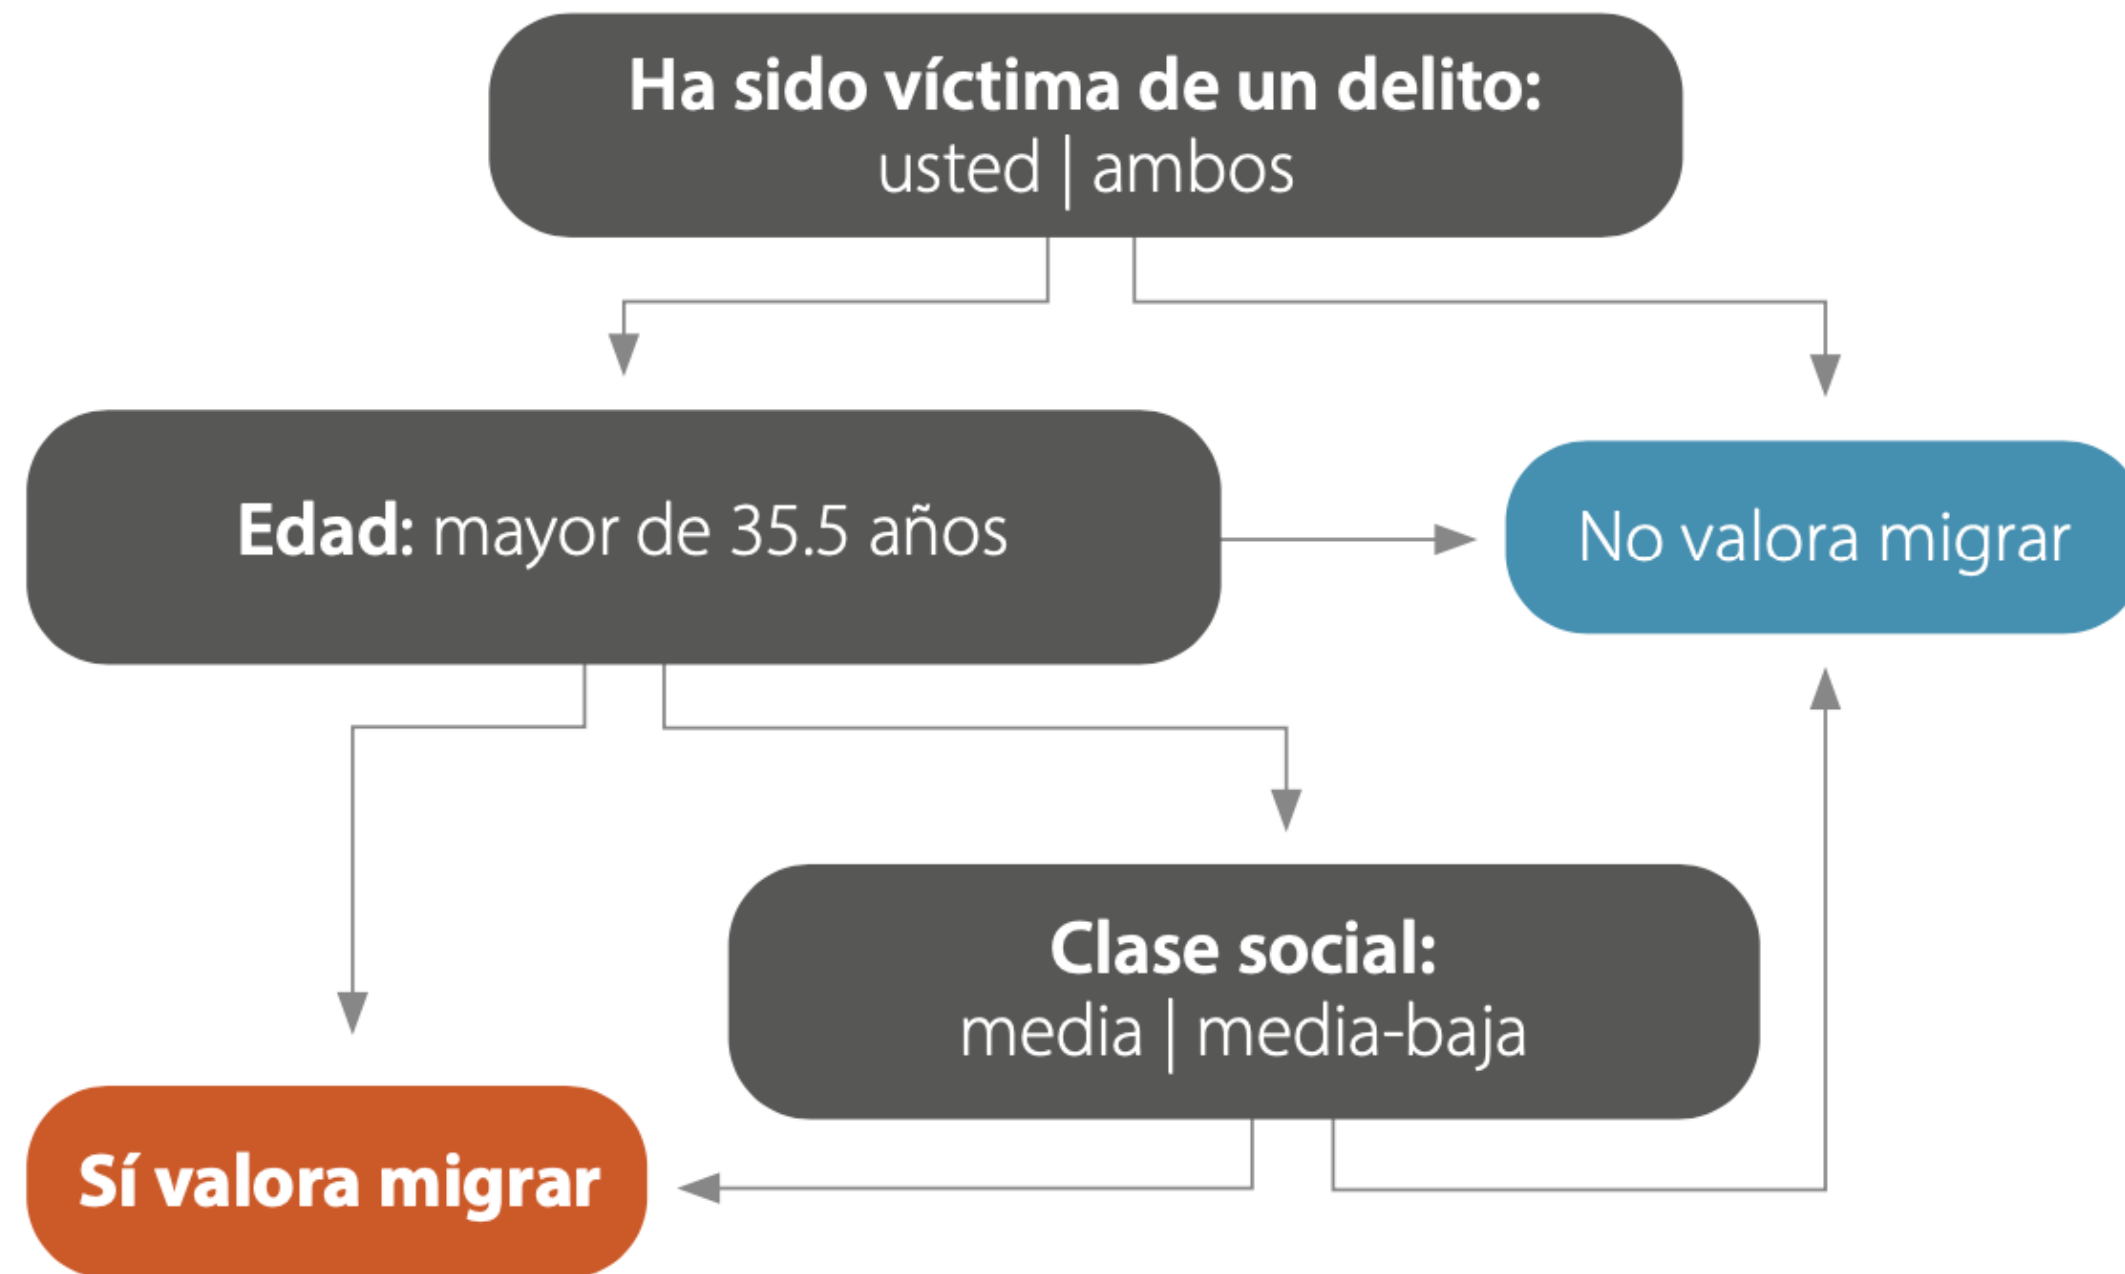 Ha sido víctima de un delito:
usted | ambos
Edad: mayor de 35.5 años
No valora migrar
Clase social:
media | media-baja
Sí valora migrar